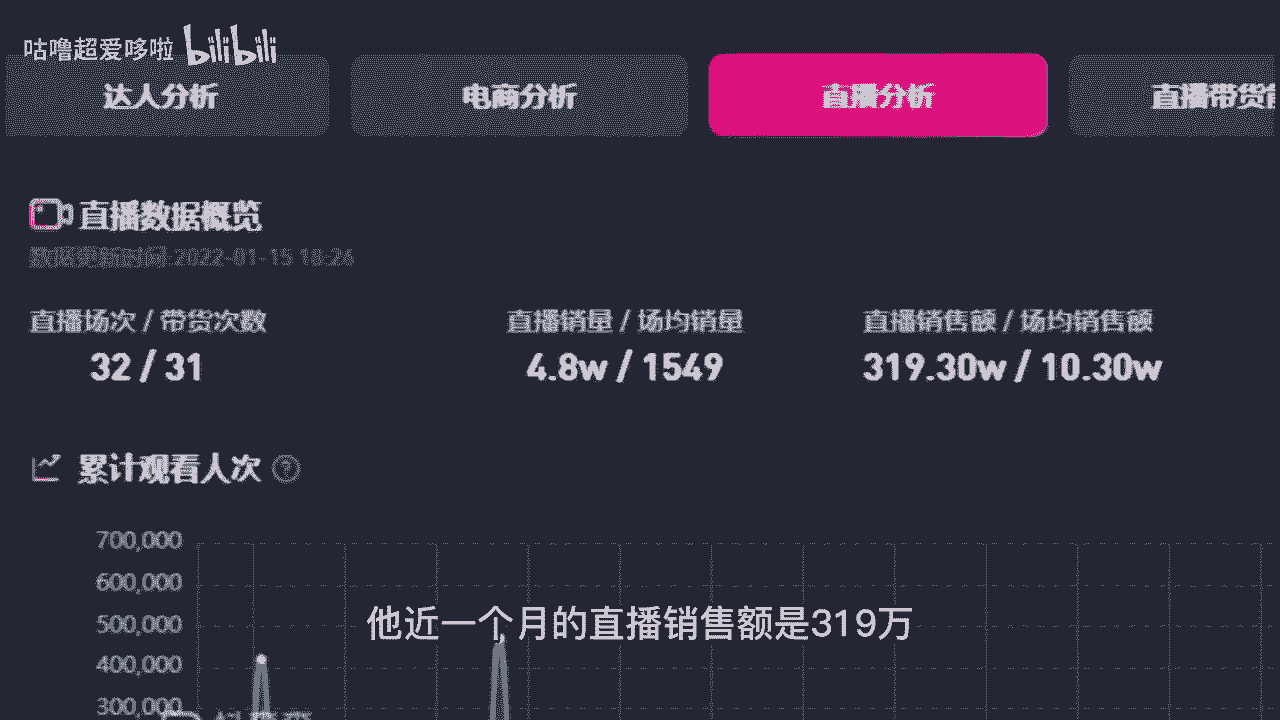 咕噜超爱哆啦 bilibili
达人分析 电商分析 直播分析 直播带货
直播数据概览
数据更新时间:2022-01-15 18:26
直播场次 / 带货次数 直播销量 / 场均销量 直播销售额 / 场均销售额
32 / 31 4.8w / 1549 319.30w / 10.30w
累计观看人次 ?
700,000
600,000
500,000
他近一个月的直播销售额是319万
400,000
300,000